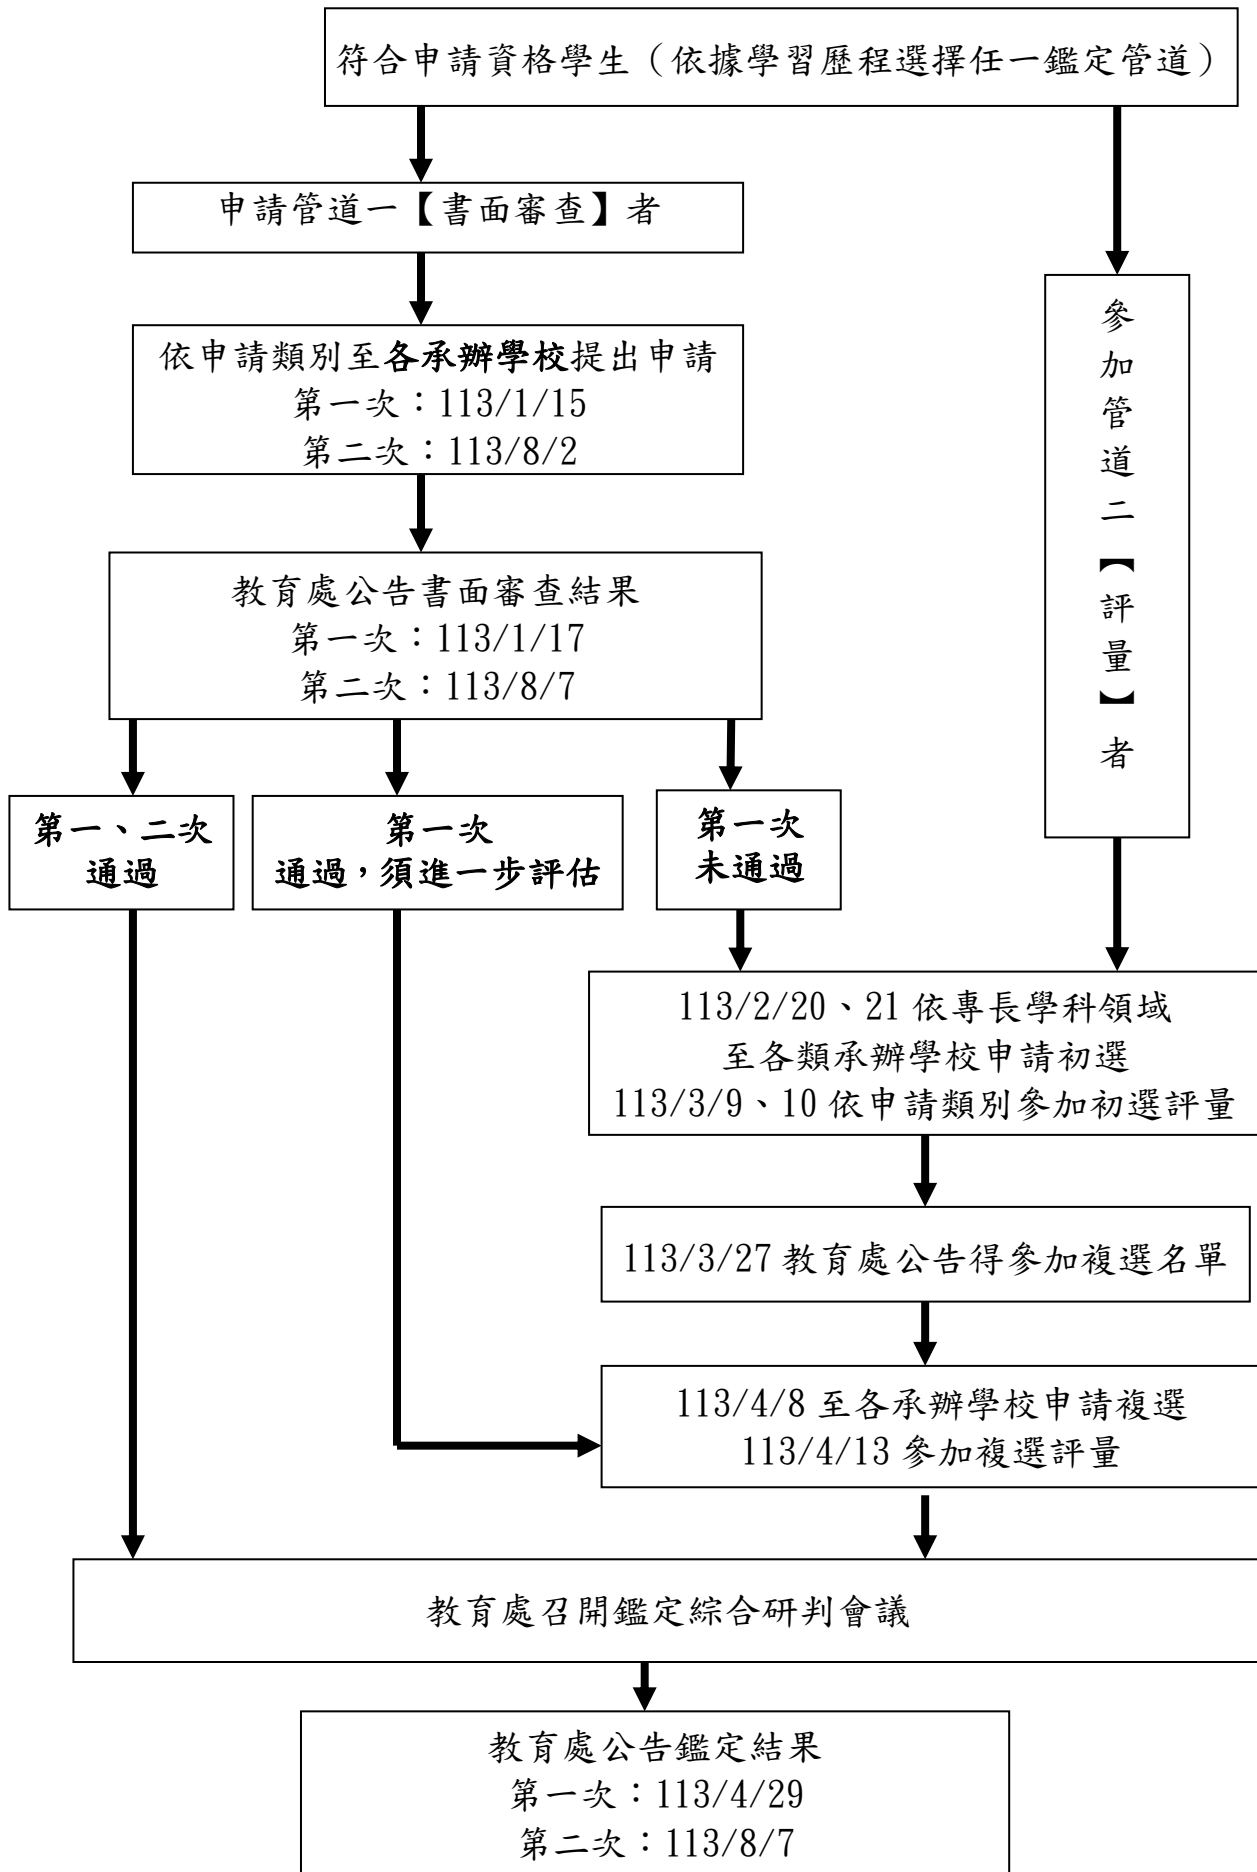 符合申請資格學生（依據學習歷程選擇任一鑑定管道）
申請管道一【書面審查】者
依申請類別至各承辦學校提出申請
第一次：113/1/15
第二次：113/8/2
參加管道二【評量】者
教育處公告書面審查結果
第一次：113/1/17
第二次：113/8/7
第一、二次
通過
第一次
通過，須進一步評估
第一次
未通過
113/2/20、21 依專長學科領域
至各類承辦學校申請初選
113/3/9、10 依申請類別參加初選評量
113/3/27 教育處公告得參加複選名單
113/4/8 至各承辦學校申請複選
113/4/13 參加複選評量
教育處召開鑑定綜合研判會議
教育處公告鑑定結果
第一次：113/4/29
第二次：113/8/7